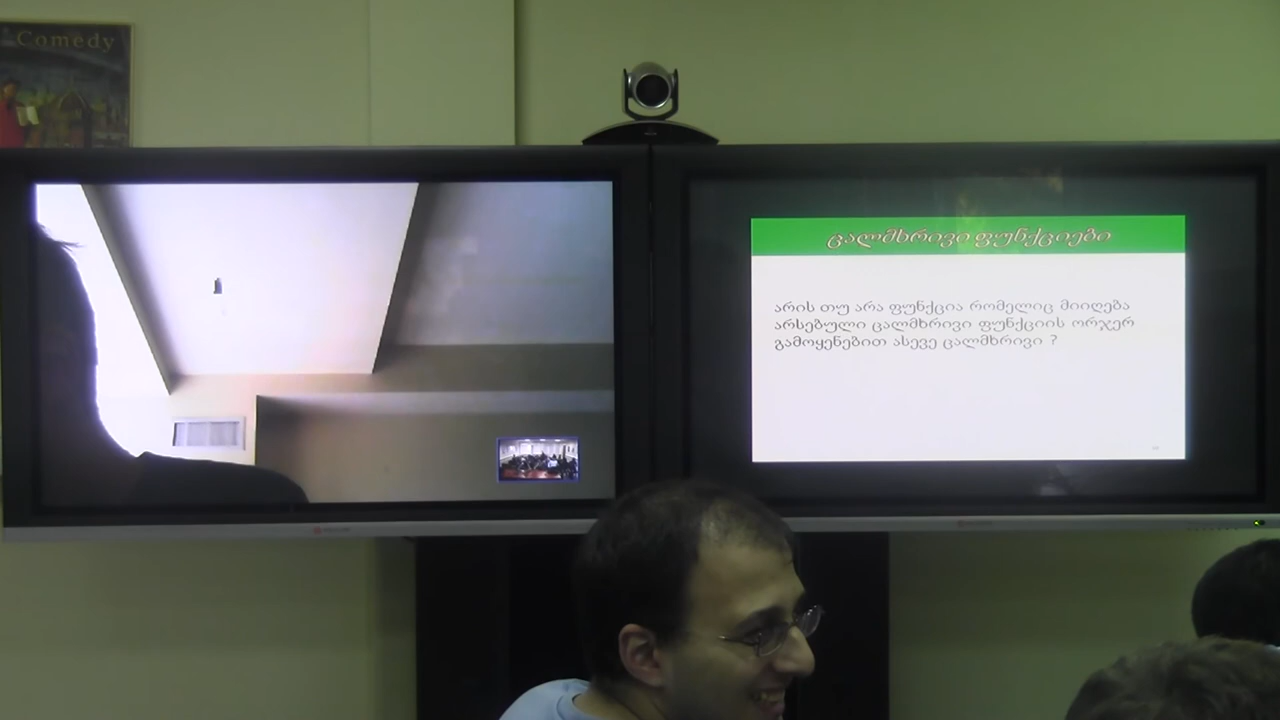 Comedy
ცალმხრივი ფუნქციები
არის თუ არა ფუნქცია რომელიც მიიღება
არსებული ცალმხრივი ფუნქციის ორჯერ
გამოყენებით ასევე ცალმხრივი ?